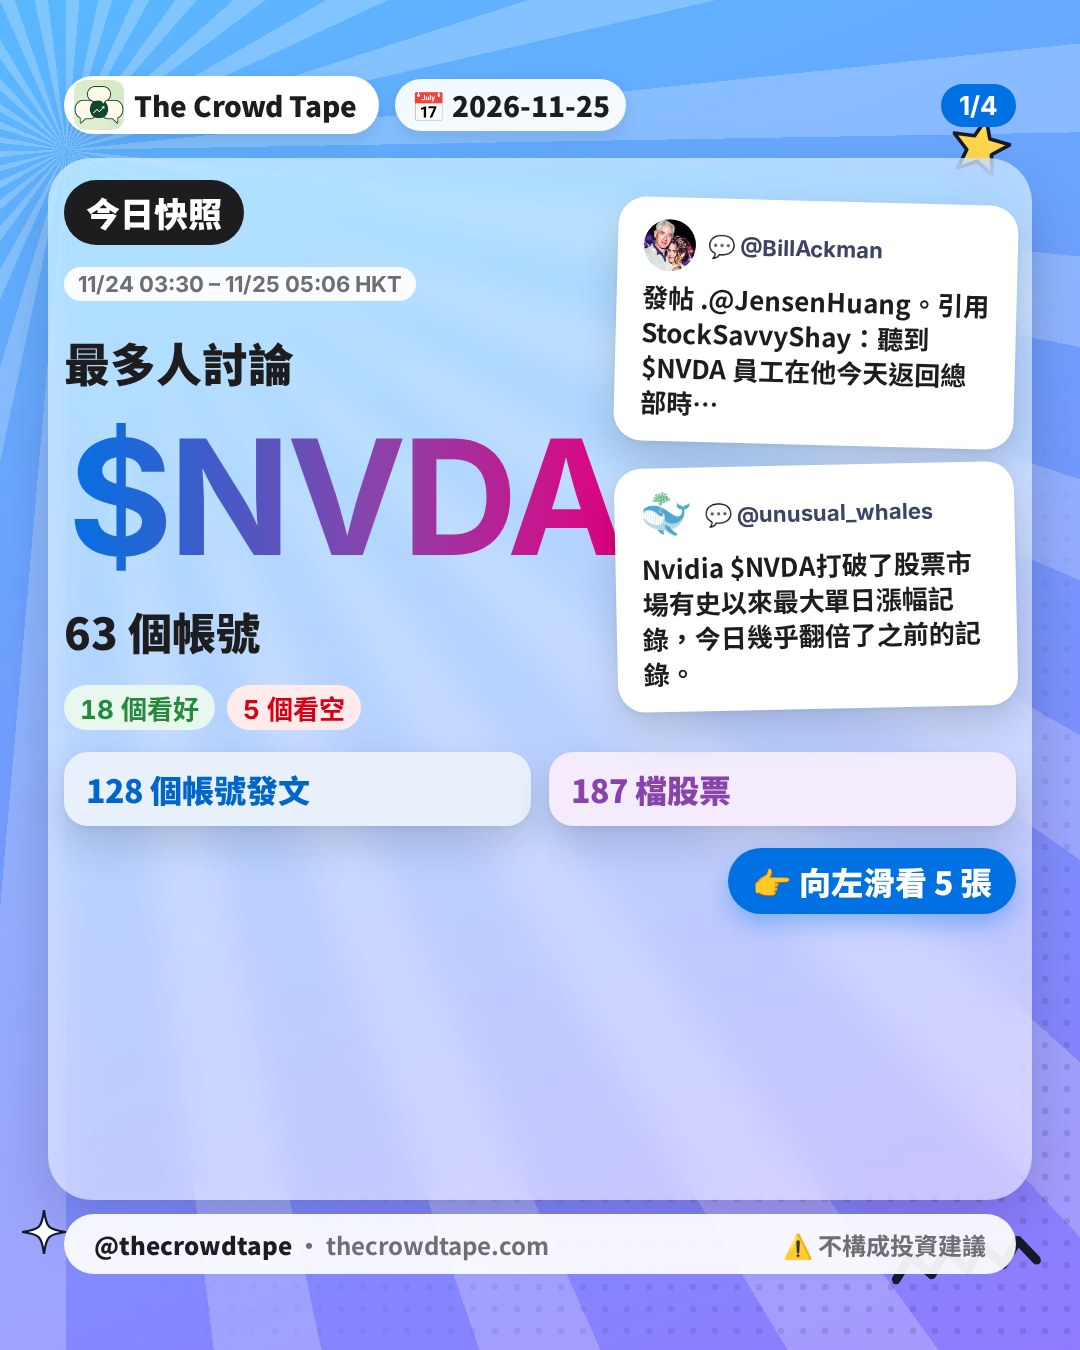 The Crowd Tape
📅 2026-11-25
1/4
今日快照
11/24 03:30 – 11/25 05:06 HKT
最多人討論
$NVDA
63 個帳號
18 個看好
5 個看空
💬 @BillAckman
發帖 .@JensenHuang。引用
StockSavvyShay：聽到
$NVDA 員工在他今天返回總
部時…
💬 @unusual_whales
Nvidia $NVDA打破了股票市
場有史以來最大單日漲幅記
錄，今日幾乎翻倍了之前的記
錄。
128 個帳號發文
187 檔股票
👉 向左滑看 5 張
@thecrowdtape · thecrowdtape.com
⚠️ 不構成投資建議